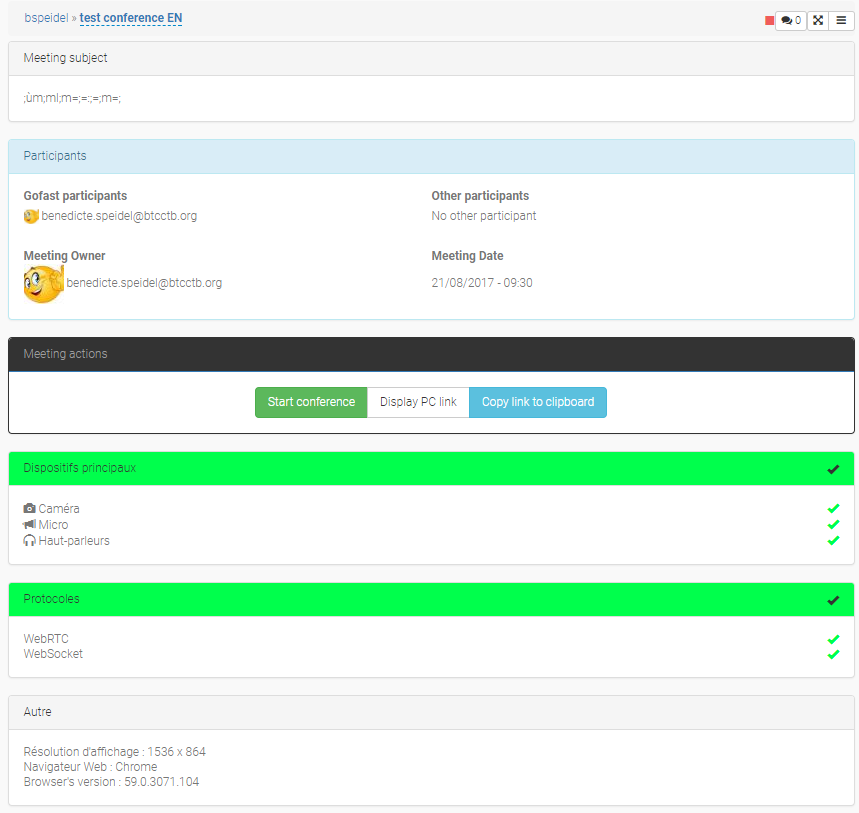 bspeidel » test conference EN
0
Meeting subject
;ùm;ml;m=;=:;=;m=;
Participants
Gofast participants
Other participants
benedicte.speidel@btcctb.org
No other participant
Meeting Owner
Meeting Date
benedicte.speidel@btcctb.org
21/08/2017 - 09:30
Meeting actions
Start conference
Display PC link
Copy link to clipboard
Dispositifs principaux
Caméra
Micro
Haut-parleurs
Protocoles
WebRTC
WebSocket
Autre
Résolution d'affichage : 1536 x 864
Navigateur Web : Chrome
Browser's version : 59.0.3071.104